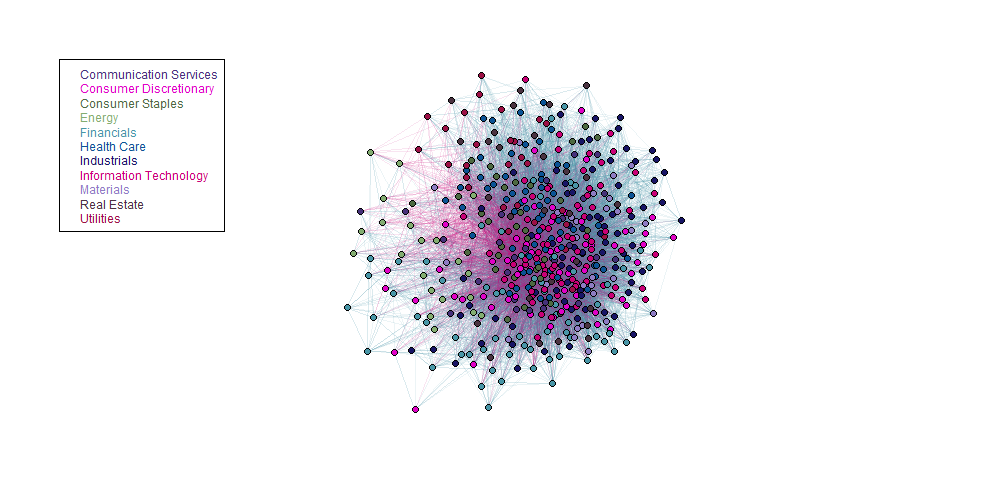 Communication Services
Consumer Discretionary
Consumer Staples
Energy
Financials
Health Care
Industrials
Information Technology
Materials
Real Estate
Utilities